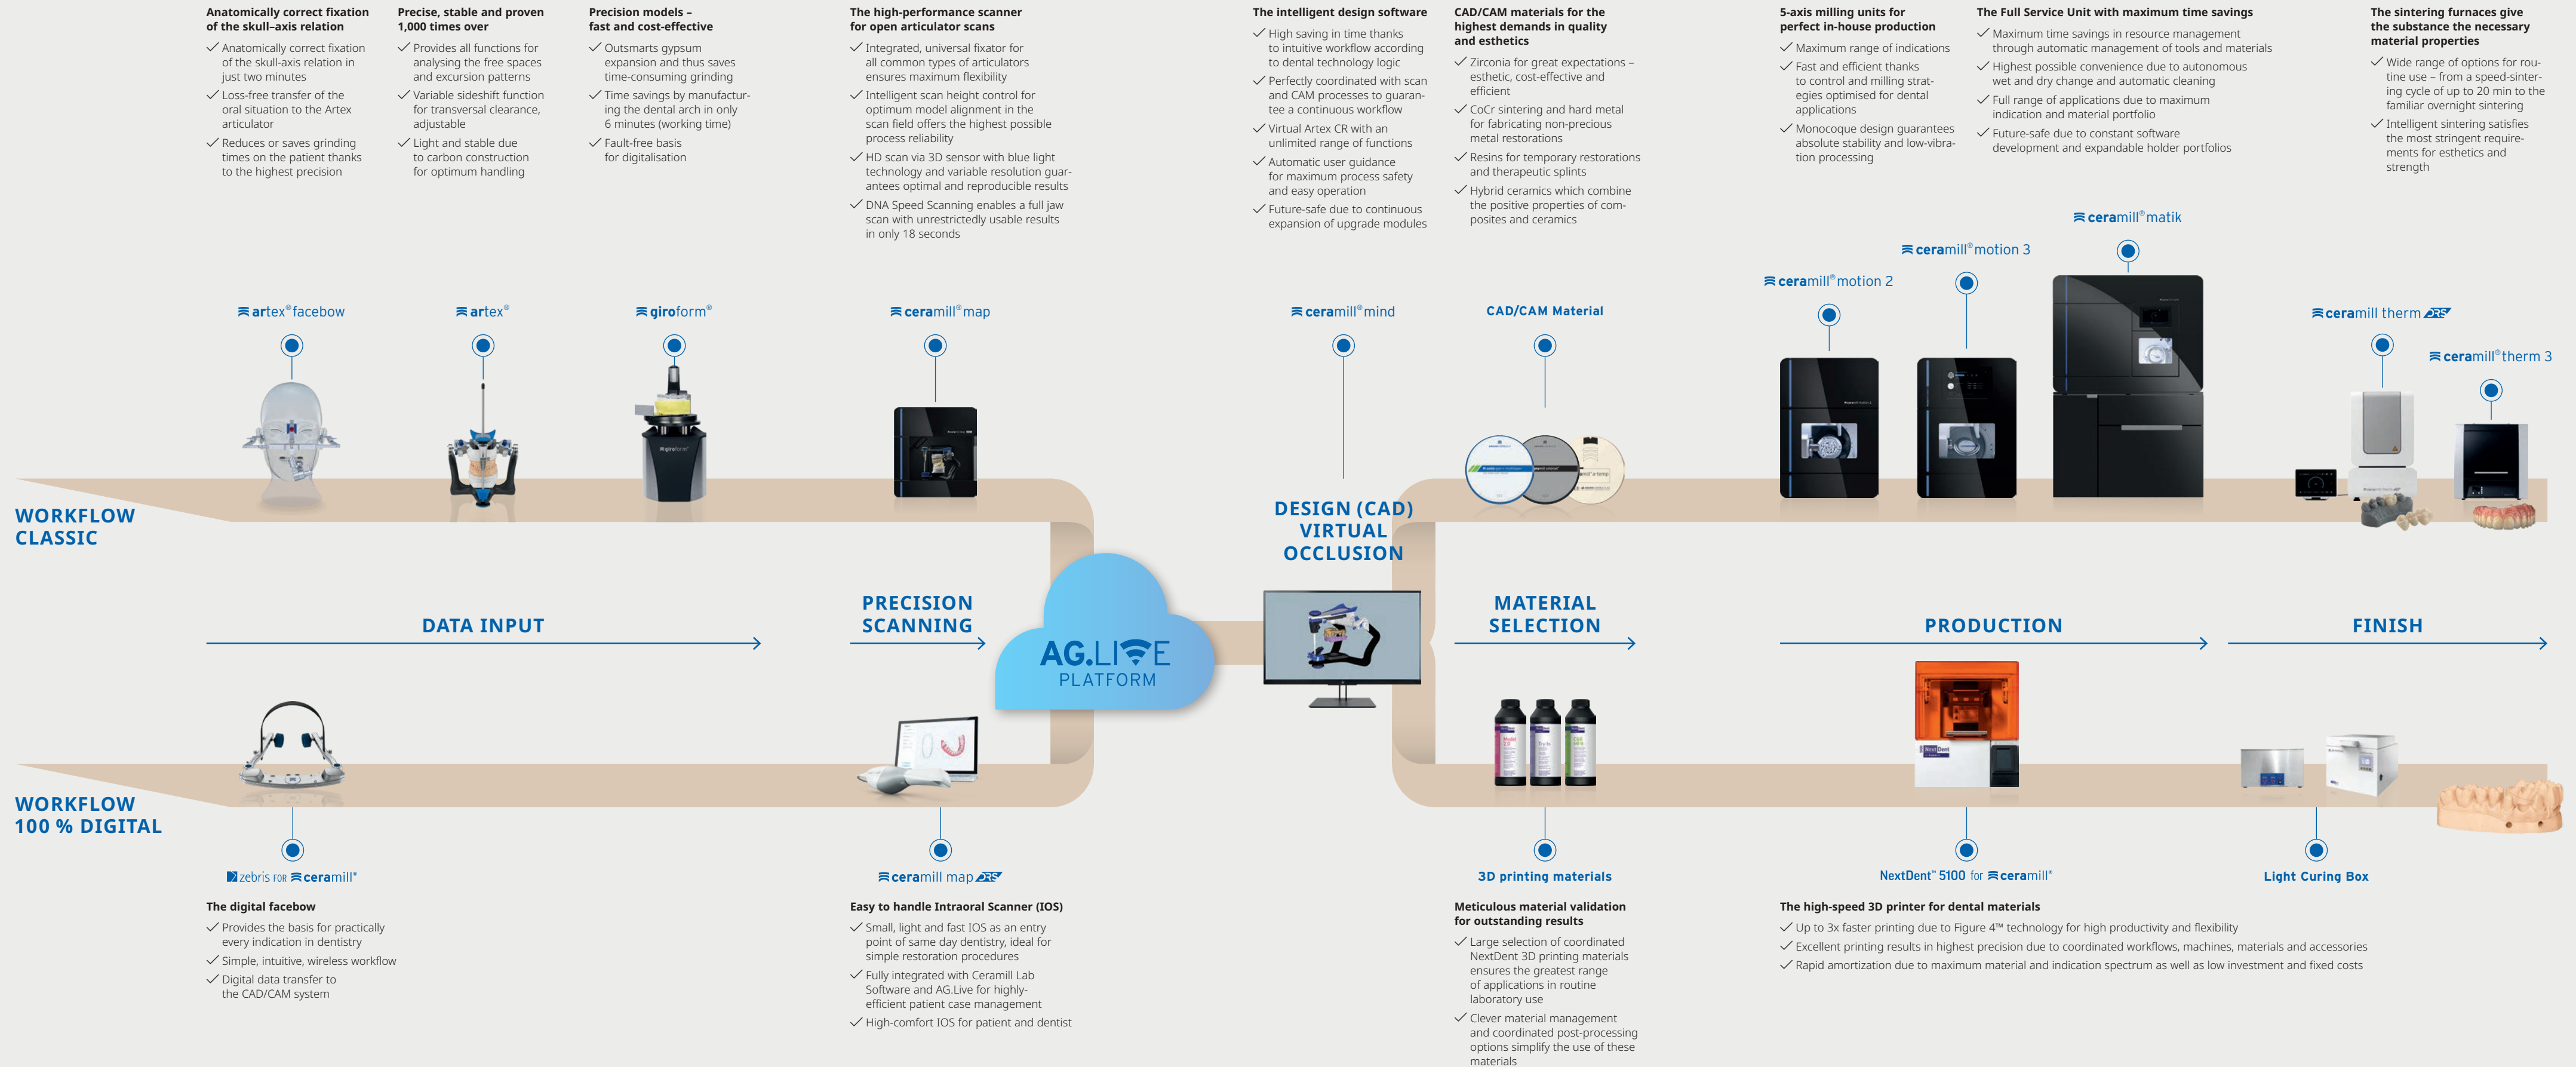 Anatomically correct fixation
of the skull–axis relation
Anatomically correct fixation
of the skull-axis relation in
just two minutes
Loss-free transfer of the
oral situation to the Artex
articulator
Reduces or saves grinding
times on the patient thanks
to the highest precision
Precise, stable and proven
1,000 times over
Provides all functions for
analysing the free spaces
and excursion patterns
Variable sideshift function
for transversal clearance,
adjustable
Light and stable due
to carbon construction
for optimum handling
Precision models –
fast and cost-effective
Outsmarts gypsum
expansion and thus saves
time-consuming grinding
Time savings by manufactur-
ing the dental arch in only
6 minutes (working time)
Fault-free basis
for digitalisation
The high-performance scanner
for open articulator scans
Integrated, universal fixator for
all common types of articulators
ensures maximum flexibility
Intelligent scan height control for
optimum model alignment in the
scan field offers the highest possible
process reliability
HD scan via 3D sensor with blue light
technology and variable resolution guar-
antees optimal and reproducible results
DNA Speed Scanning enables a full jaw
scan with unrestrictedly usable results
in only 18 seconds
The intelligent design software
High saving in time thanks
to intuitive workflow according
to dental technology logic
Perfectly coordinated with scan
and CAM processes to guaran-
tee a continuous workflow
Virtual Artex CR with an
unlimited range of functions
Automatic user guidance
for maximum process safety
and easy operation
Future-safe due to continuous
expansion of upgrade modules
CAD/CAM materials for the
highest demands in quality
and esthetics
Zirconia for great expectations –
esthetic, cost-effective and
efficient
CoCr sintering and hard metal
for fabricating non-precious
metal restorations
Resins for temporary restorations
and therapeutic splints
Hybrid ceramics which combine
the positive properties of com-
posites and ceramics
5-axis milling units for
perfect in-house production
Maximum range of indications
Fast and efficient thanks
to control and milling strat-
egies optimised for dental
applications
Monocoque design guarantees
absolute stability and low-vibra-
tion processing
The Full Service Unit with maximum time savings
Maximum time savings in resource management
through automatic management of tools and materials
Highest possible convenience due to autonomous
wet and dry change and automatic cleaning
Full range of applications due to maximum
indication and material portfolio
Future-safe due to constant software
development and expandable holder portfolios
The sintering furnaces give
the substance the necessary
material properties
Wide range of options for rou-
tine use – from a speed-sinter-
ing cycle of up to 20 min to the
familiar overnight sintering
Intelligent sintering satisfies
the most stringent require-
ments for esthetics and
strength
artex® facebow
artex®
giroform®
ceramill® map
ceramill® mind
CAD/CAM Material
ceramill® motion 2
ceramill® motion 3
ceramill® matik
ceramill therm DRS
ceramill® therm 3
giroform
WORKFLOW
CLASSIC
DESIGN (CAD)
VIRTUAL
OCCLUSION
DATA INPUT
PRECISION
SCANNING
AG.LIVE
PLATFORM
MATERIAL
SELECTION
PRODUCTION
FINISH
NextDent
WORKFLOW
100 % DIGITAL
zebris FOR ceramill®
ceramill map DRS
3D printing materials
NextDent™ 5100 for ceramill®
Light Curing Box
The digital facebow
Provides the basis for practically
every indication in dentistry
Simple, intuitive, wireless workflow
Digital data transfer to
the CAD/CAM system
Easy to handle Intraoral Scanner (IOS)
Small, light and fast IOS as an entry
point of same day dentistry, ideal for
simple restoration procedures
Fully integrated with Ceramill Lab
Software and AG.Live for highly-
efficient patient case management
High-comfort IOS for patient and dentist
Meticulous material validation
for outstanding results
Large selection of coordinated
NextDent 3D printing materials
ensures the greatest range
of applications in routine
laboratory use
Clever material management
and coordinated post-processing
options simplify the use of these
materials
The high-speed 3D printer for dental materials
Up to 3x faster printing due to Figure 4™ technology for high productivity and flexibility
Excellent printing results in highest precision due to coordinated workflows, machines, materials and accessories
Rapid amortization due to maximum material and indication spectrum as well as low investment and fixed costs